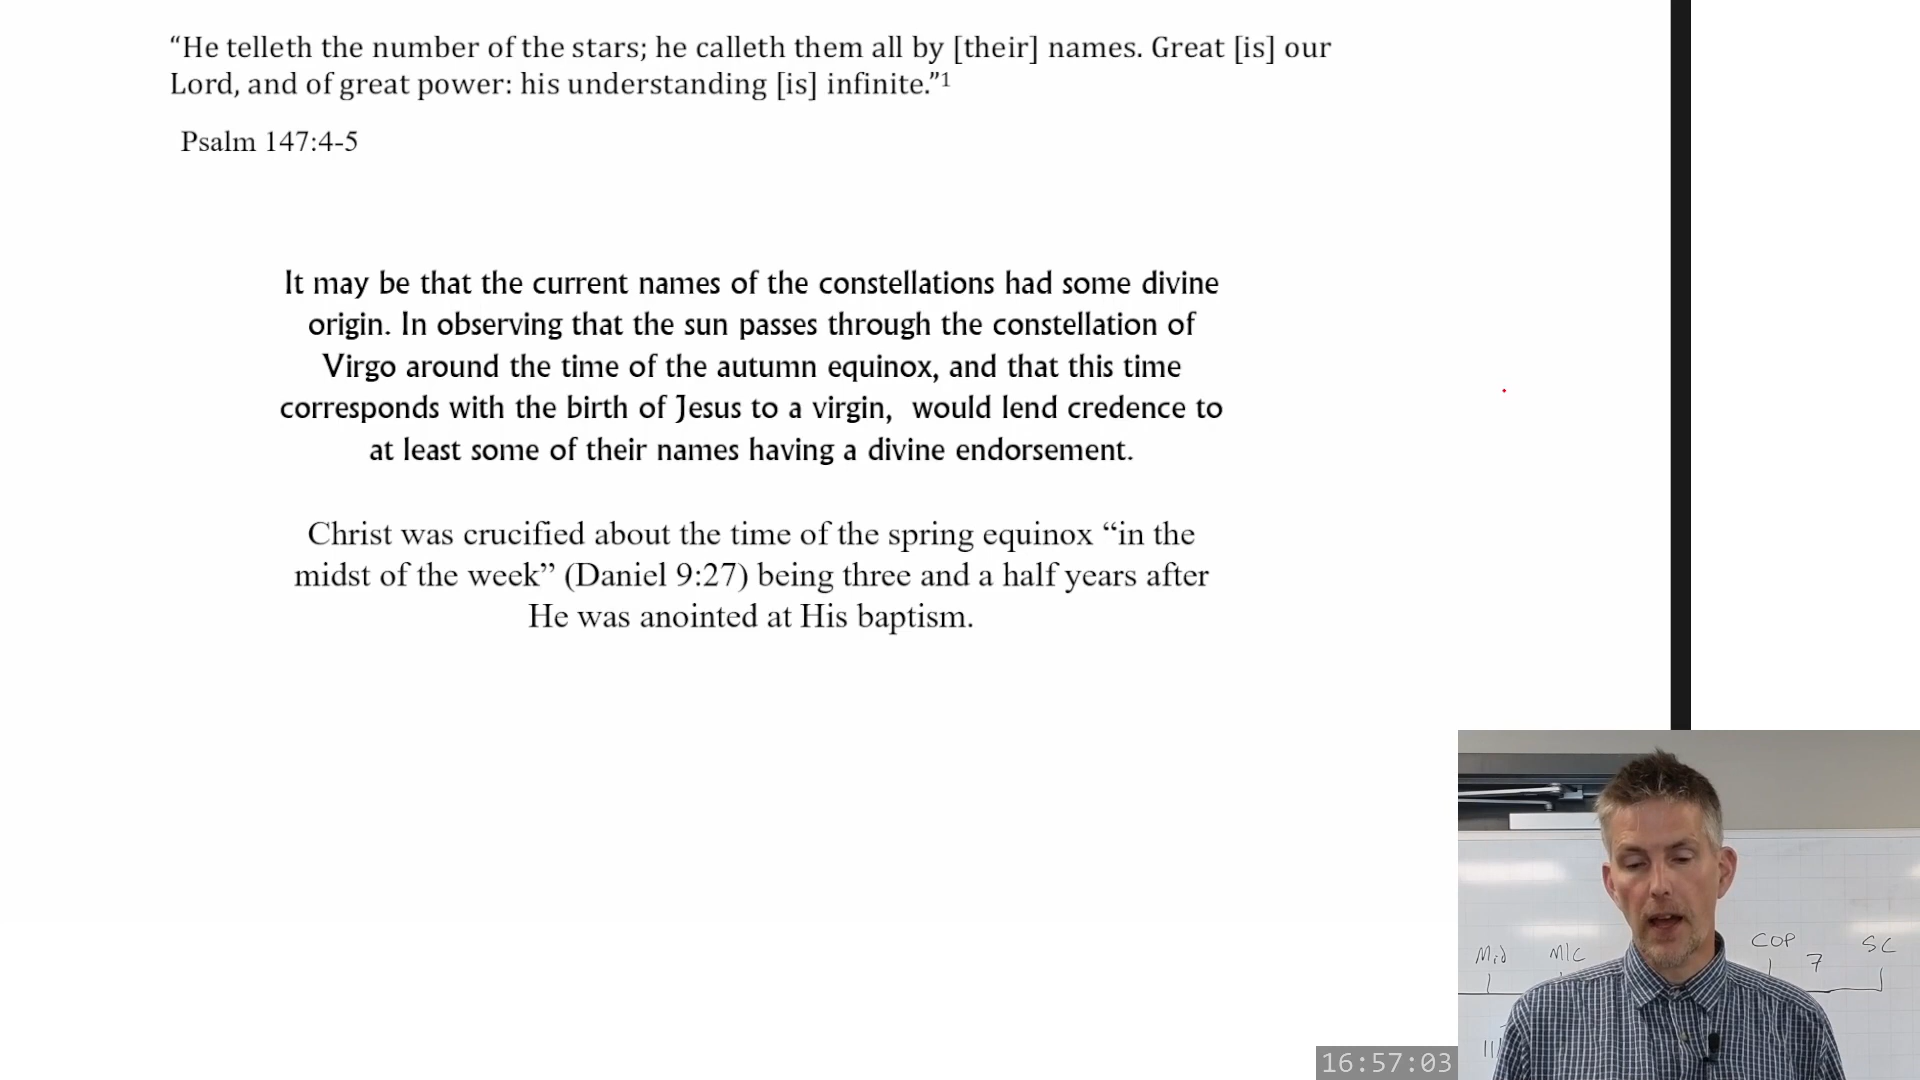 “He telleth the number of the stars; he calleth them all by [their] names. Great [is] our
Lord, and of great power: his understanding [is] infinite.”¹
Psalm 147:4-5
It may be that the current names of the constellations had some divine
origin. In observing that the sun passes through the constellation of
Virgo around the time of the autumn equinox, and that this time
corresponds with the birth of Jesus to a virgin,  would lend credence to
at least some of their names having a divine endorsement.
Christ was crucified about the time of the spring equinox “in the
midst of the week” (Daniel 9:27) being three and a half years after
He was anointed at His baptism.
Mid M/C COP 7 SC
16:57:03